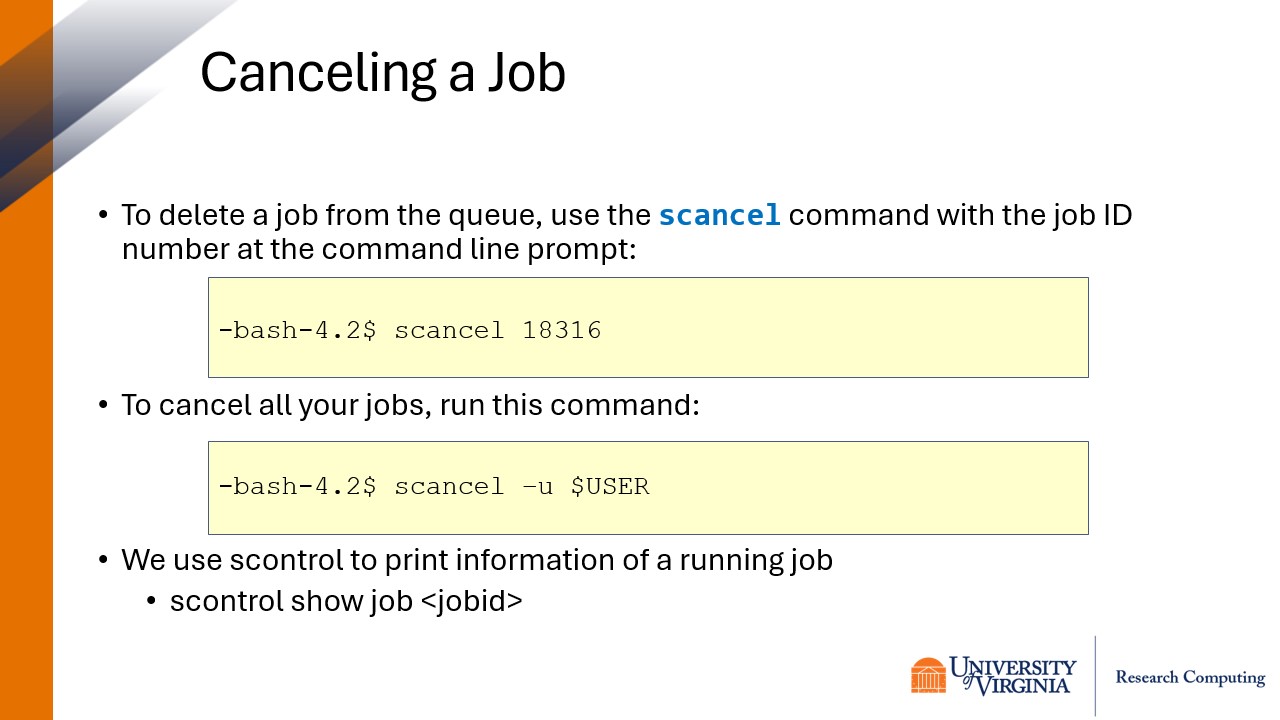 Canceling a Job
• To delete a job from the queue, use the scancel command with the job ID
number at the command line prompt:
-bash-4.2$ scancel 18316
• To cancel all your jobs, run this command:
-bash-4.2$ scancel –u $USER
• We use scontrol to print information of a running job
• scontrol show job <jobid>
UNIVERSITY
of VIRGINIA
Research Computing